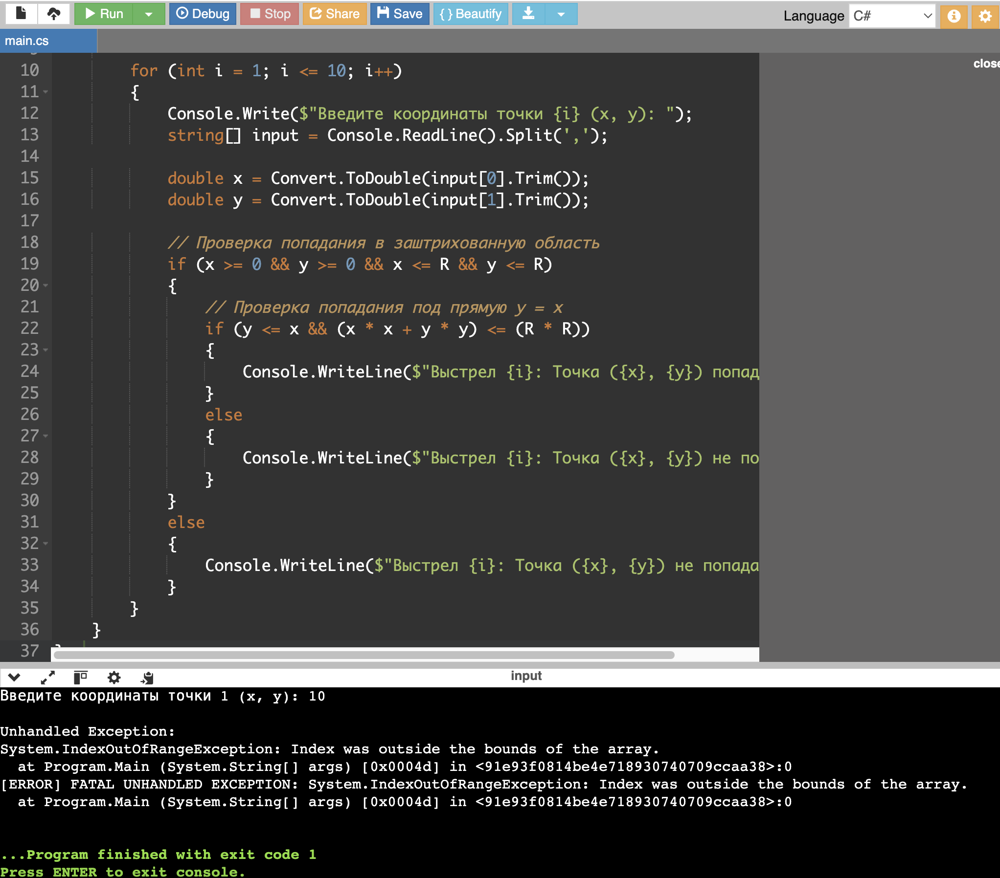 Run Debug Stop Share Save { } Beautify Language C#
main.cs
close
10 for (int i = 1; i <= 10; i++)
11 {
12 Console.Write($"Введите координаты точки {i} (x, y): ");
13 string[] input = Console.ReadLine().Split(',');
14
15 double x = Convert.ToDouble(input[0].Trim());
16 double y = Convert.ToDouble(input[1].Trim());
17
18 // Проверка попадания в заштрихованную область
19 if (x >= 0 && y >= 0 && x <= R && y <= R)
20 {
21 // Проверка попадания под прямую y = x
22 if (y <= x && (x * x + y * y) <= (R * R))
23 {
24 Console.WriteLine($"Выстрел {i}: Точка ({x}, {y}) попад
25 }
26 else
27 {
28 Console.WriteLine($"Выстрел {i}: Точка ({x}, {y}) не по
29 }
30 }
31 else
32 {
33 Console.WriteLine($"Выстрел {i}: Точка ({x}, {y}) не попада
34 }
35 }
36 }
37 }
input
Введите координаты точки 1 (x, y): 10
Unhandled Exception:
System.IndexOutOfRangeException: Index was outside the bounds of the array.
at Program.Main (System.String[] args) [0x0004d] in <91e93f0814be4e718930740709ccaa38>:0
[ERROR] FATAL UNHANDLED EXCEPTION: System.IndexOutOfRangeException: Index was outside the bounds of the array.
at Program.Main (System.String[] args) [0x0004d] in <91e93f0814be4e718930740709ccaa38>:0
...Program finished with exit code 1
Press ENTER to exit console.